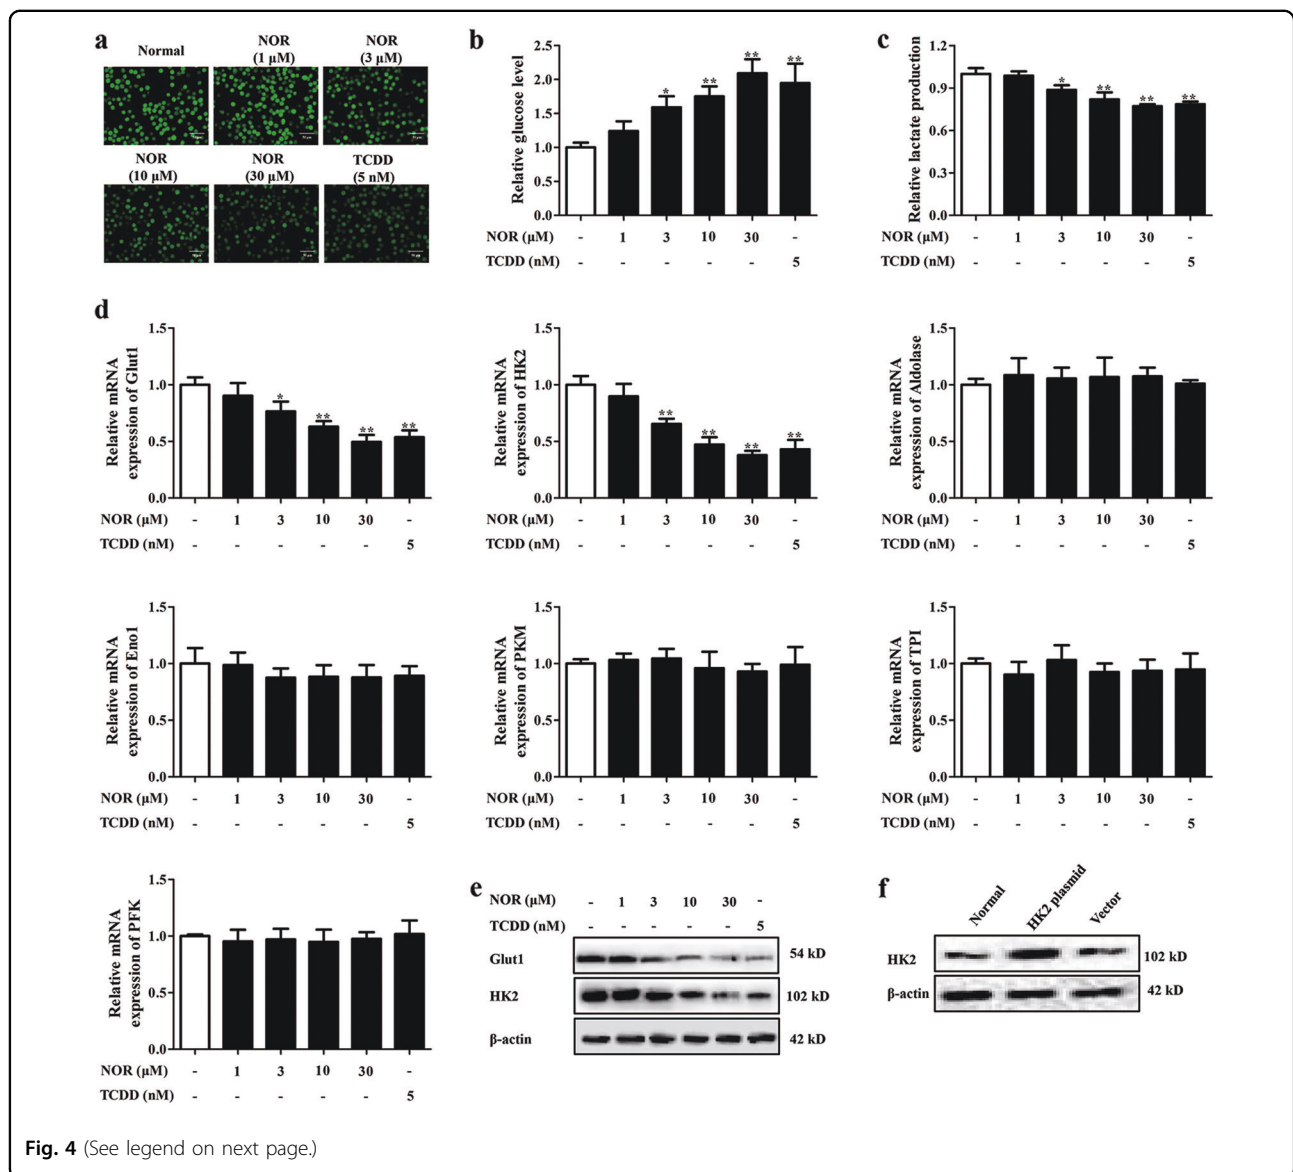 a
Normal
NOR
(1 μM)
NOR
(3 μM)
NOR
(10 μM)
NOR
(30 μM)
TCDD
(5 nM)
b
Relative glucose level
2.5
2.0
1.5
1.0
0.5
0.0
*
**
**
**
NOR (μM) - 1 3 10 30 -
TCDD (nM) - - - - - 5
c
Relative lactate production
1.2
0.9
0.6
0.3
0.0
*
**
**
**
NOR (μM) - 1 3 10 30 -
TCDD (nM) - - - - - 5
d
Relative mRNA
expression of Glut1
1.5
1.0
0.5
0.0
*
**
**
**
NOR (μM) - 1 3 10 30 -
TCDD (nM) - - - - - 5
Relative mRNA
expression of HK2
1.5
1.0
0.5
0.0
**
**
**
**
NOR (μM) - 1 3 10 30 -
TCDD (nM) - - - - - 5
Relative mRNA
expression of Aldolase
1.5
1.0
0.5
0.0
NOR (μM) - 1 3 10 30 -
TCDD (nM) - - - - - 5
Relative mRNA
expression of Eno1
1.5
1.0
0.5
0.0
NOR (μM) - 1 3 10 30 -
TCDD (nM) - - - - - 5
Relative mRNA
expression of PKM
1.5
1.0
0.5
0.0
NOR (μM) - 1 3 10 30 -
TCDD (nM) - - - - - 5
Relative mRNA
expression of TPI
1.5
1.0
0.5
0.0
NOR (μM) - 1 3 10 30 -
TCDD (nM) - - - - - 5
Relative mRNA
expression of PFK
1.5
1.0
0.5
0.0
NOR (μM) - 1 3 10 30 -
TCDD (nM) - - - - - 5
e
NOR (μM) - 1 3 10 30 -
TCDD (nM) - - - - - 5
Glut1 54 kD
HK2 102 kD
β-actin 42 kD
f
Normal HK2 plasmid Vector
HK2 102 kD
β-actin 42 kD
Fig. 4 (See legend on next page.)